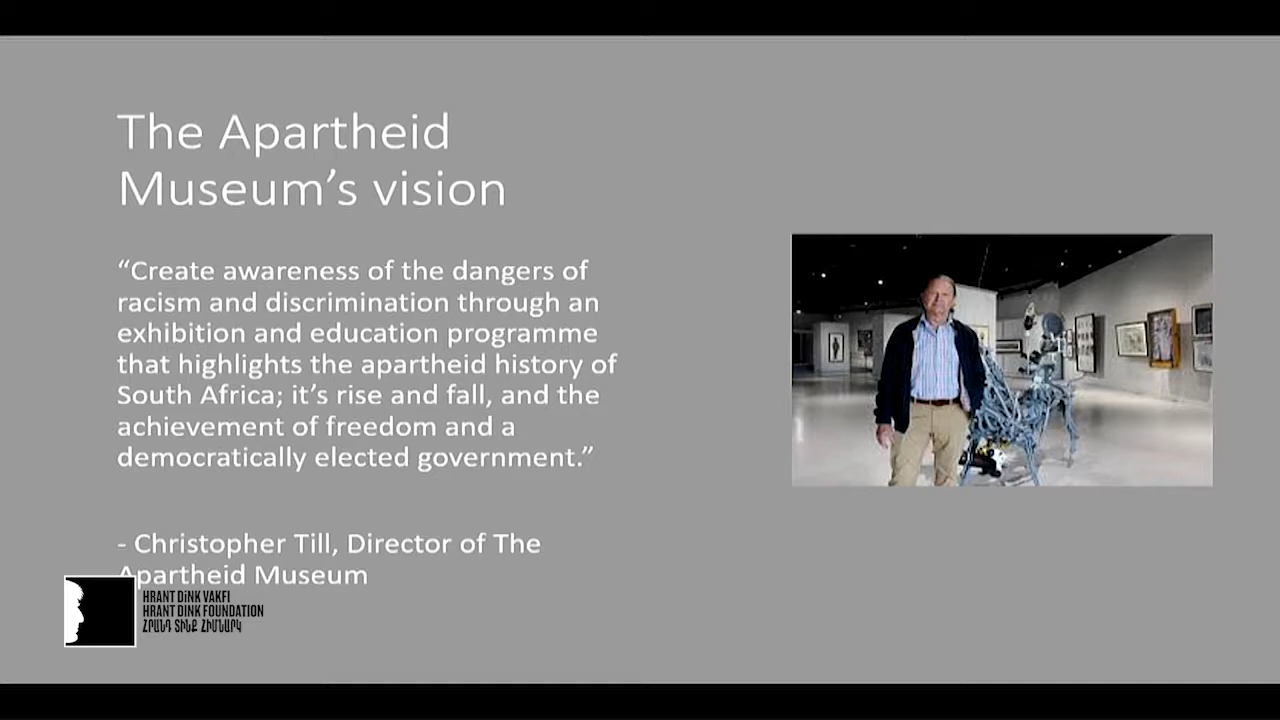 The Apartheid
Museum’s vision
“Create awareness of the dangers of
racism and discrimination through an
exhibition and education programme
that highlights the apartheid history of
South Africa; it’s rise and fall, and the
achievement of freedom and a
democratically elected government.”
- Christopher Till, Director of The
Apartheid Museum
HRANT DİNK VAKFI
HRANT DINK FOUNDATION
ՀՐԱՆԴ ՏԻՆՔ ՀԻՄՆԱՐԿ